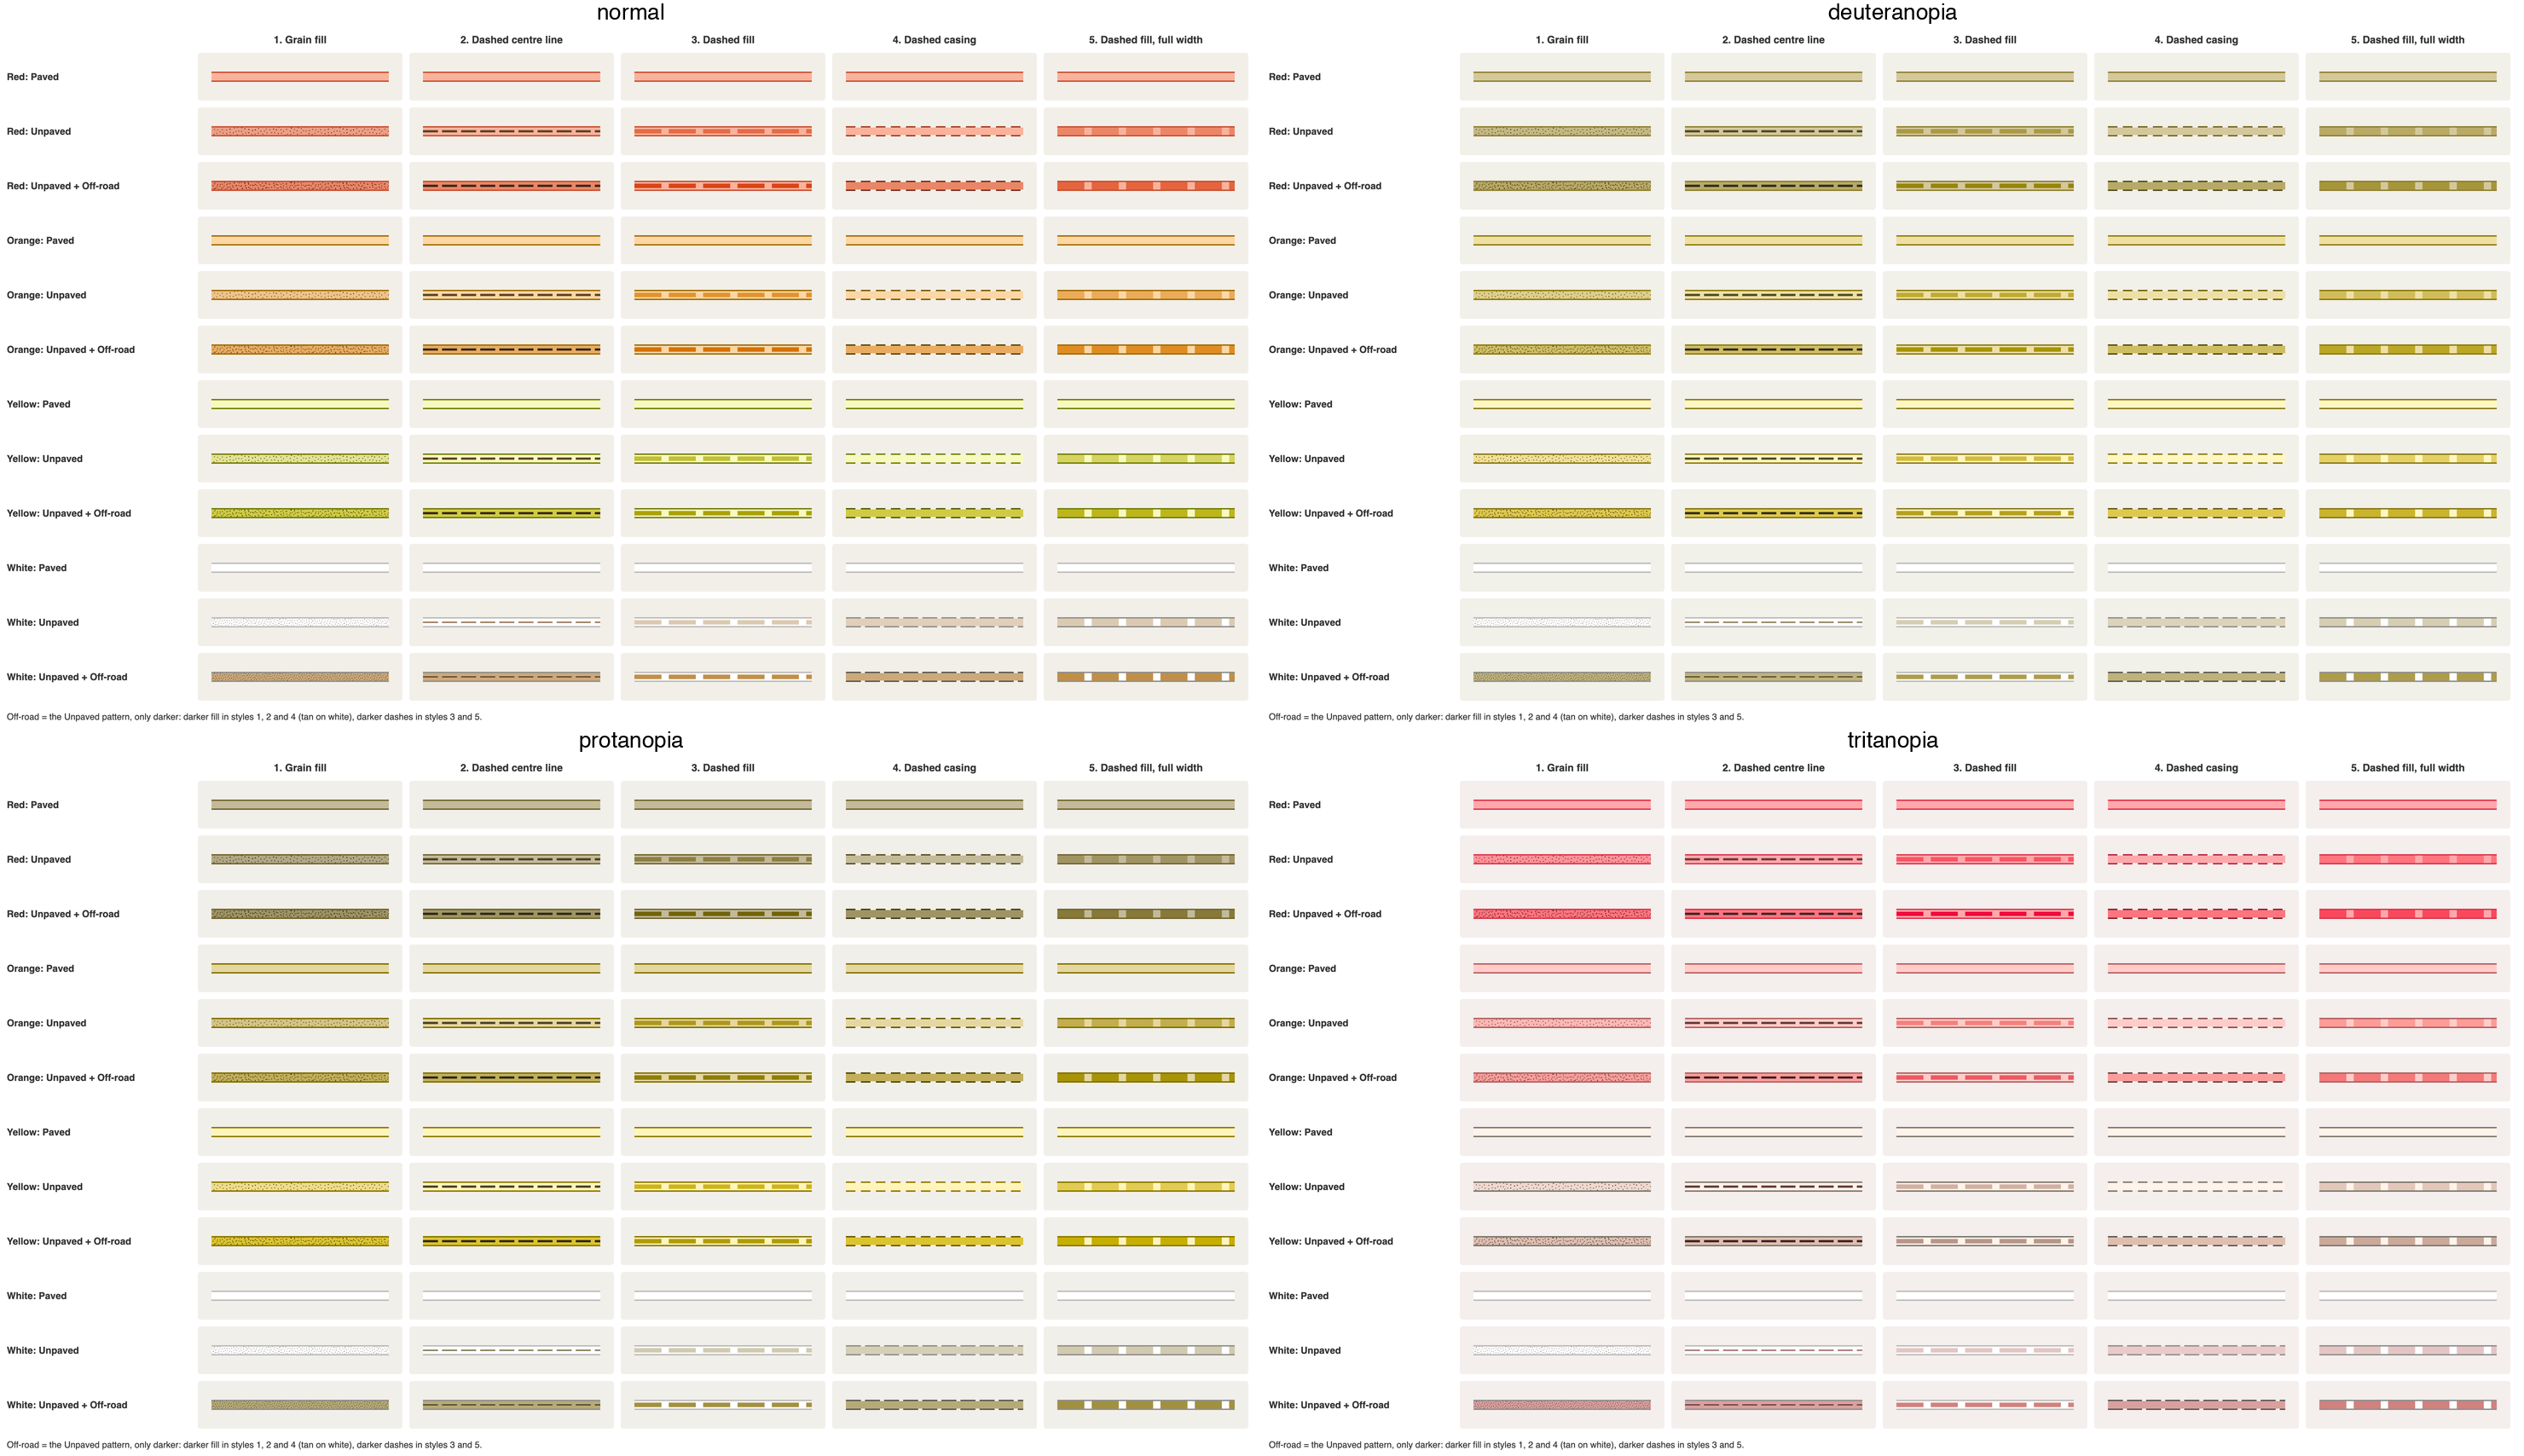 normal
1. Grain fill 2. Dashed centre line 3. Dashed fill 4. Dashed casing 5. Dashed fill, full width
Red: Paved
Red: Unpaved
Red: Unpaved + Off-road
Orange: Paved
Orange: Unpaved
Orange: Unpaved + Off-road
Yellow: Paved
Yellow: Unpaved
Yellow: Unpaved + Off-road
White: Paved
White: Unpaved
White: Unpaved + Off-road
Off-road = the Unpaved pattern, only darker: darker fill in styles 1, 2 and 4 (tan on white), darker dashes in styles 3 and 5.
deuteranopia
1. Grain fill 2. Dashed centre line 3. Dashed fill 4. Dashed casing 5. Dashed fill, full width
Red: Paved
Red: Unpaved
Red: Unpaved + Off-road
Orange: Paved
Orange: Unpaved
Orange: Unpaved + Off-road
Yellow: Paved
Yellow: Unpaved
Yellow: Unpaved + Off-road
White: Paved
White: Unpaved
White: Unpaved + Off-road
Off-road = the Unpaved pattern, only darker: darker fill in styles 1, 2 and 4 (tan on white), darker dashes in styles 3 and 5.
protanopia
1. Grain fill 2. Dashed centre line 3. Dashed fill 4. Dashed casing 5. Dashed fill, full width
Red: Paved
Red: Unpaved
Red: Unpaved + Off-road
Orange: Paved
Orange: Unpaved
Orange: Unpaved + Off-road
Yellow: Paved
Yellow: Unpaved
Yellow: Unpaved + Off-road
White: Paved
White: Unpaved
White: Unpaved + Off-road
Off-road = the Unpaved pattern, only darker: darker fill in styles 1, 2 and 4 (tan on white), darker dashes in styles 3 and 5.
tritanopia
1. Grain fill 2. Dashed centre line 3. Dashed fill 4. Dashed casing 5. Dashed fill, full width
Red: Paved
Red: Unpaved
Red: Unpaved + Off-road
Orange: Paved
Orange: Unpaved
Orange: Unpaved + Off-road
Yellow: Paved
Yellow: Unpaved
Yellow: Unpaved + Off-road
White: Paved
White: Unpaved
White: Unpaved + Off-road
Off-road = the Unpaved pattern, only darker: darker fill in styles 1, 2 and 4 (tan on white), darker dashes in styles 3 and 5.